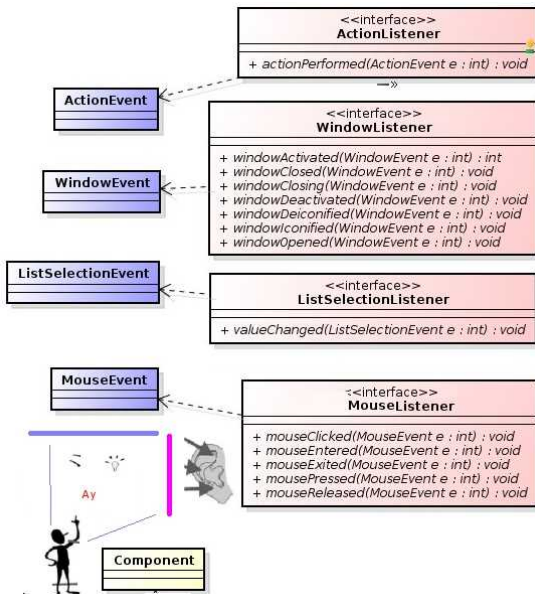 <<interface>>
ActionListener
+ actionPerformed(ActionEvent e : int) : void
ActionEvent
<<interface>>
WindowListener
+ windowActivated(WindowEvent e : int) : int
+ windowClosed(WindowEvent e : int) : void
+ windowClosing(WindowEvent e : int) : void
+ windowDeactivated(WindowEvent e : int) : void
+ windowDeiconified(WindowEvent e : int) : void
+ windowIconified(WindowEvent e : int) : void
+ windowOpened(WindowEvent e : int) : void
WindowEvent
ListSelectionEvent
<<interface>>
ListSelectionListener
+ valueChanged(ListSelectionEvent e : int) : void
MouseEvent
<<interface>>
MouseListener
+ mouseClicked(MouseEvent e : int) : void
+ mouseEntered(MouseEvent e : int) : void
+ mouseExited(MouseEvent e : int) : void
+ mousePressed(MouseEvent e : int) : void
+ mouseReleased(MouseEvent e : int) : void
Ay
Component